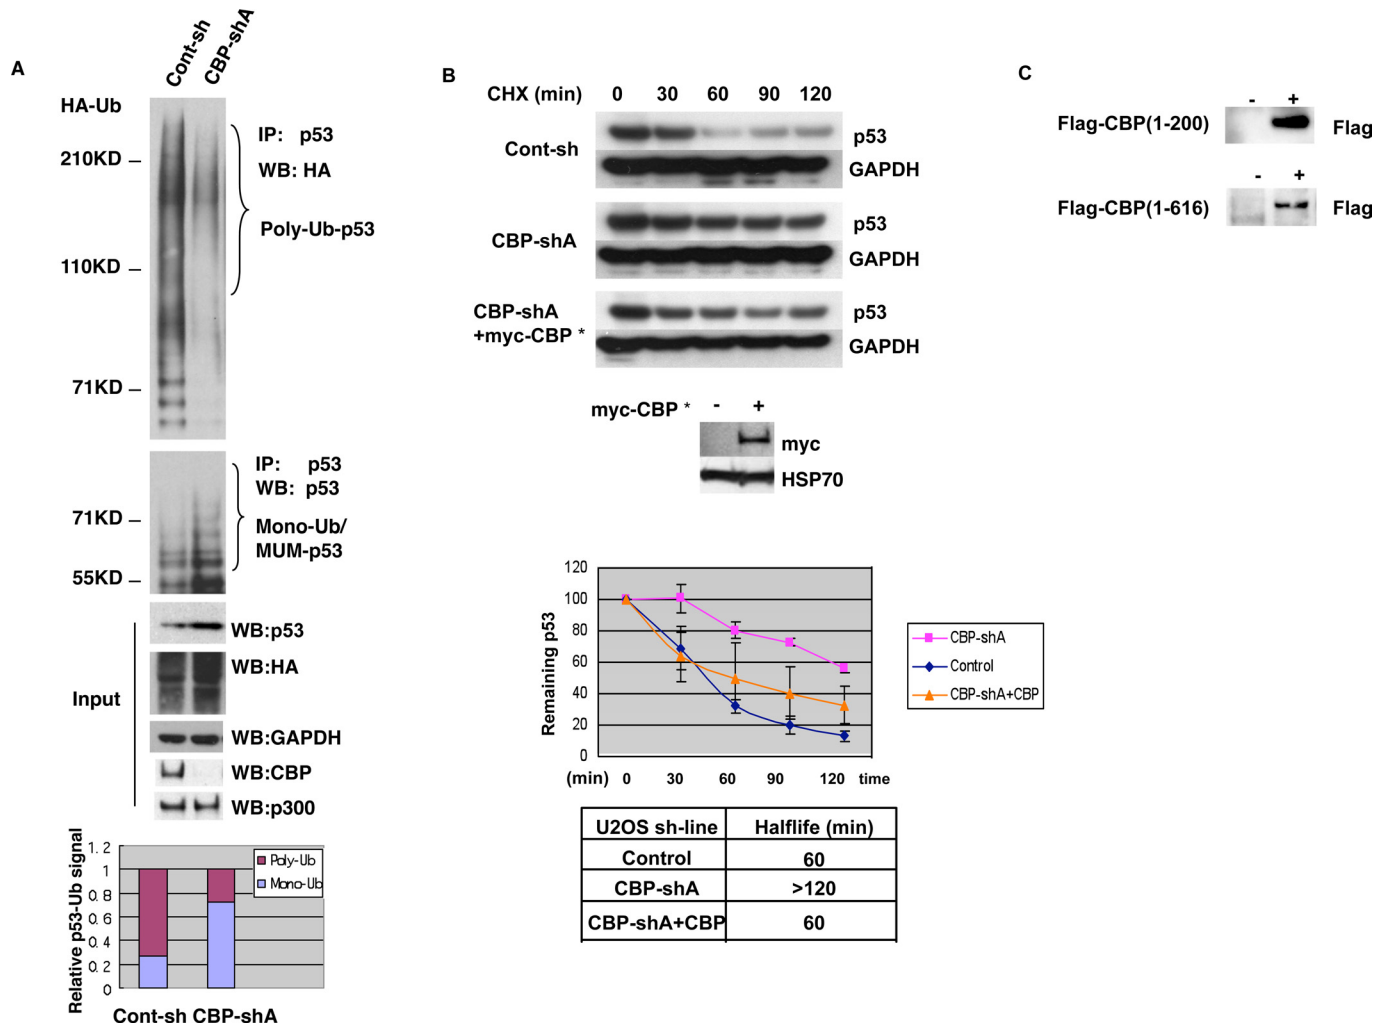 A
Cont-sh
CBP-shA
HA-Ub
210KD
110KD
71KD
IP: p53
WB: HA
Poly-Ub-p53
71KD
55KD
IP: p53
WB: p53
Mono-Ub/
MUM-p53
Input
WB:p53
WB:HA
WB:GAPDH
WB:CBP
WB:p300
Relative p53-Ub signal
1.2
1
0.8
0.6
0.4
0.2
0
Poly-Ub
Mono-Ub
Cont-sh CBP-shA
B
CHX (min) 0 30 60 90 120
Cont-sh
p53
GAPDH
CBP-shA
p53
GAPDH
CBP-shA
+myc-CBP *
p53
GAPDH
myc-CBP * - +
myc
HSP70
Remaining p53
120
100
80
60
40
20
0
(min) 0 30 60 90 120 time
CBP-shA
Control
CBP-shA+CBP
U2OS sh-line Halflife (min)
Control 60
CBP-shA >120
CBP-shA+CBP 60
C
- +
Flag-CBP(1-200) Flag
- +
Flag-CBP(1-616) Flag